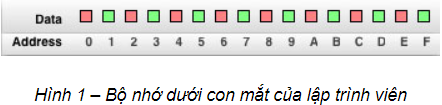 Data
Address 0 1 2 3 4 5 6 7 8 9 A B C D E F
Hình 1 – Bộ nhớ dưới con mắt của lập trình viên